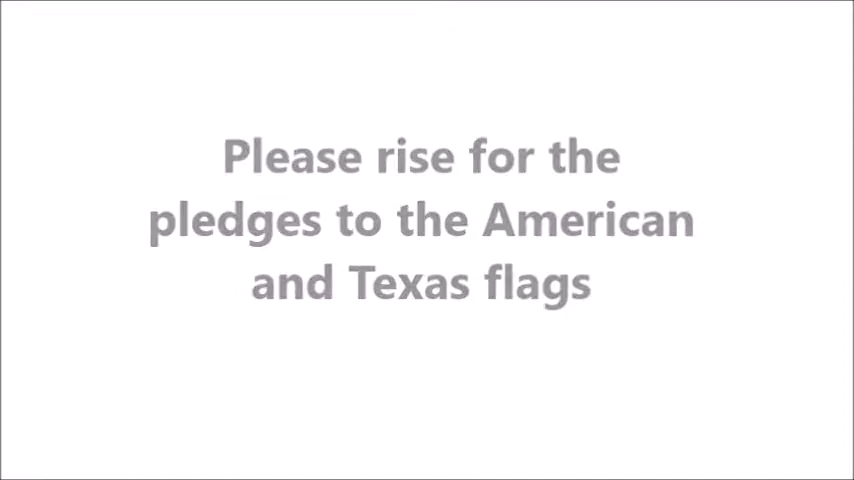 Please rise for the
pledges to the American
and Texas flags